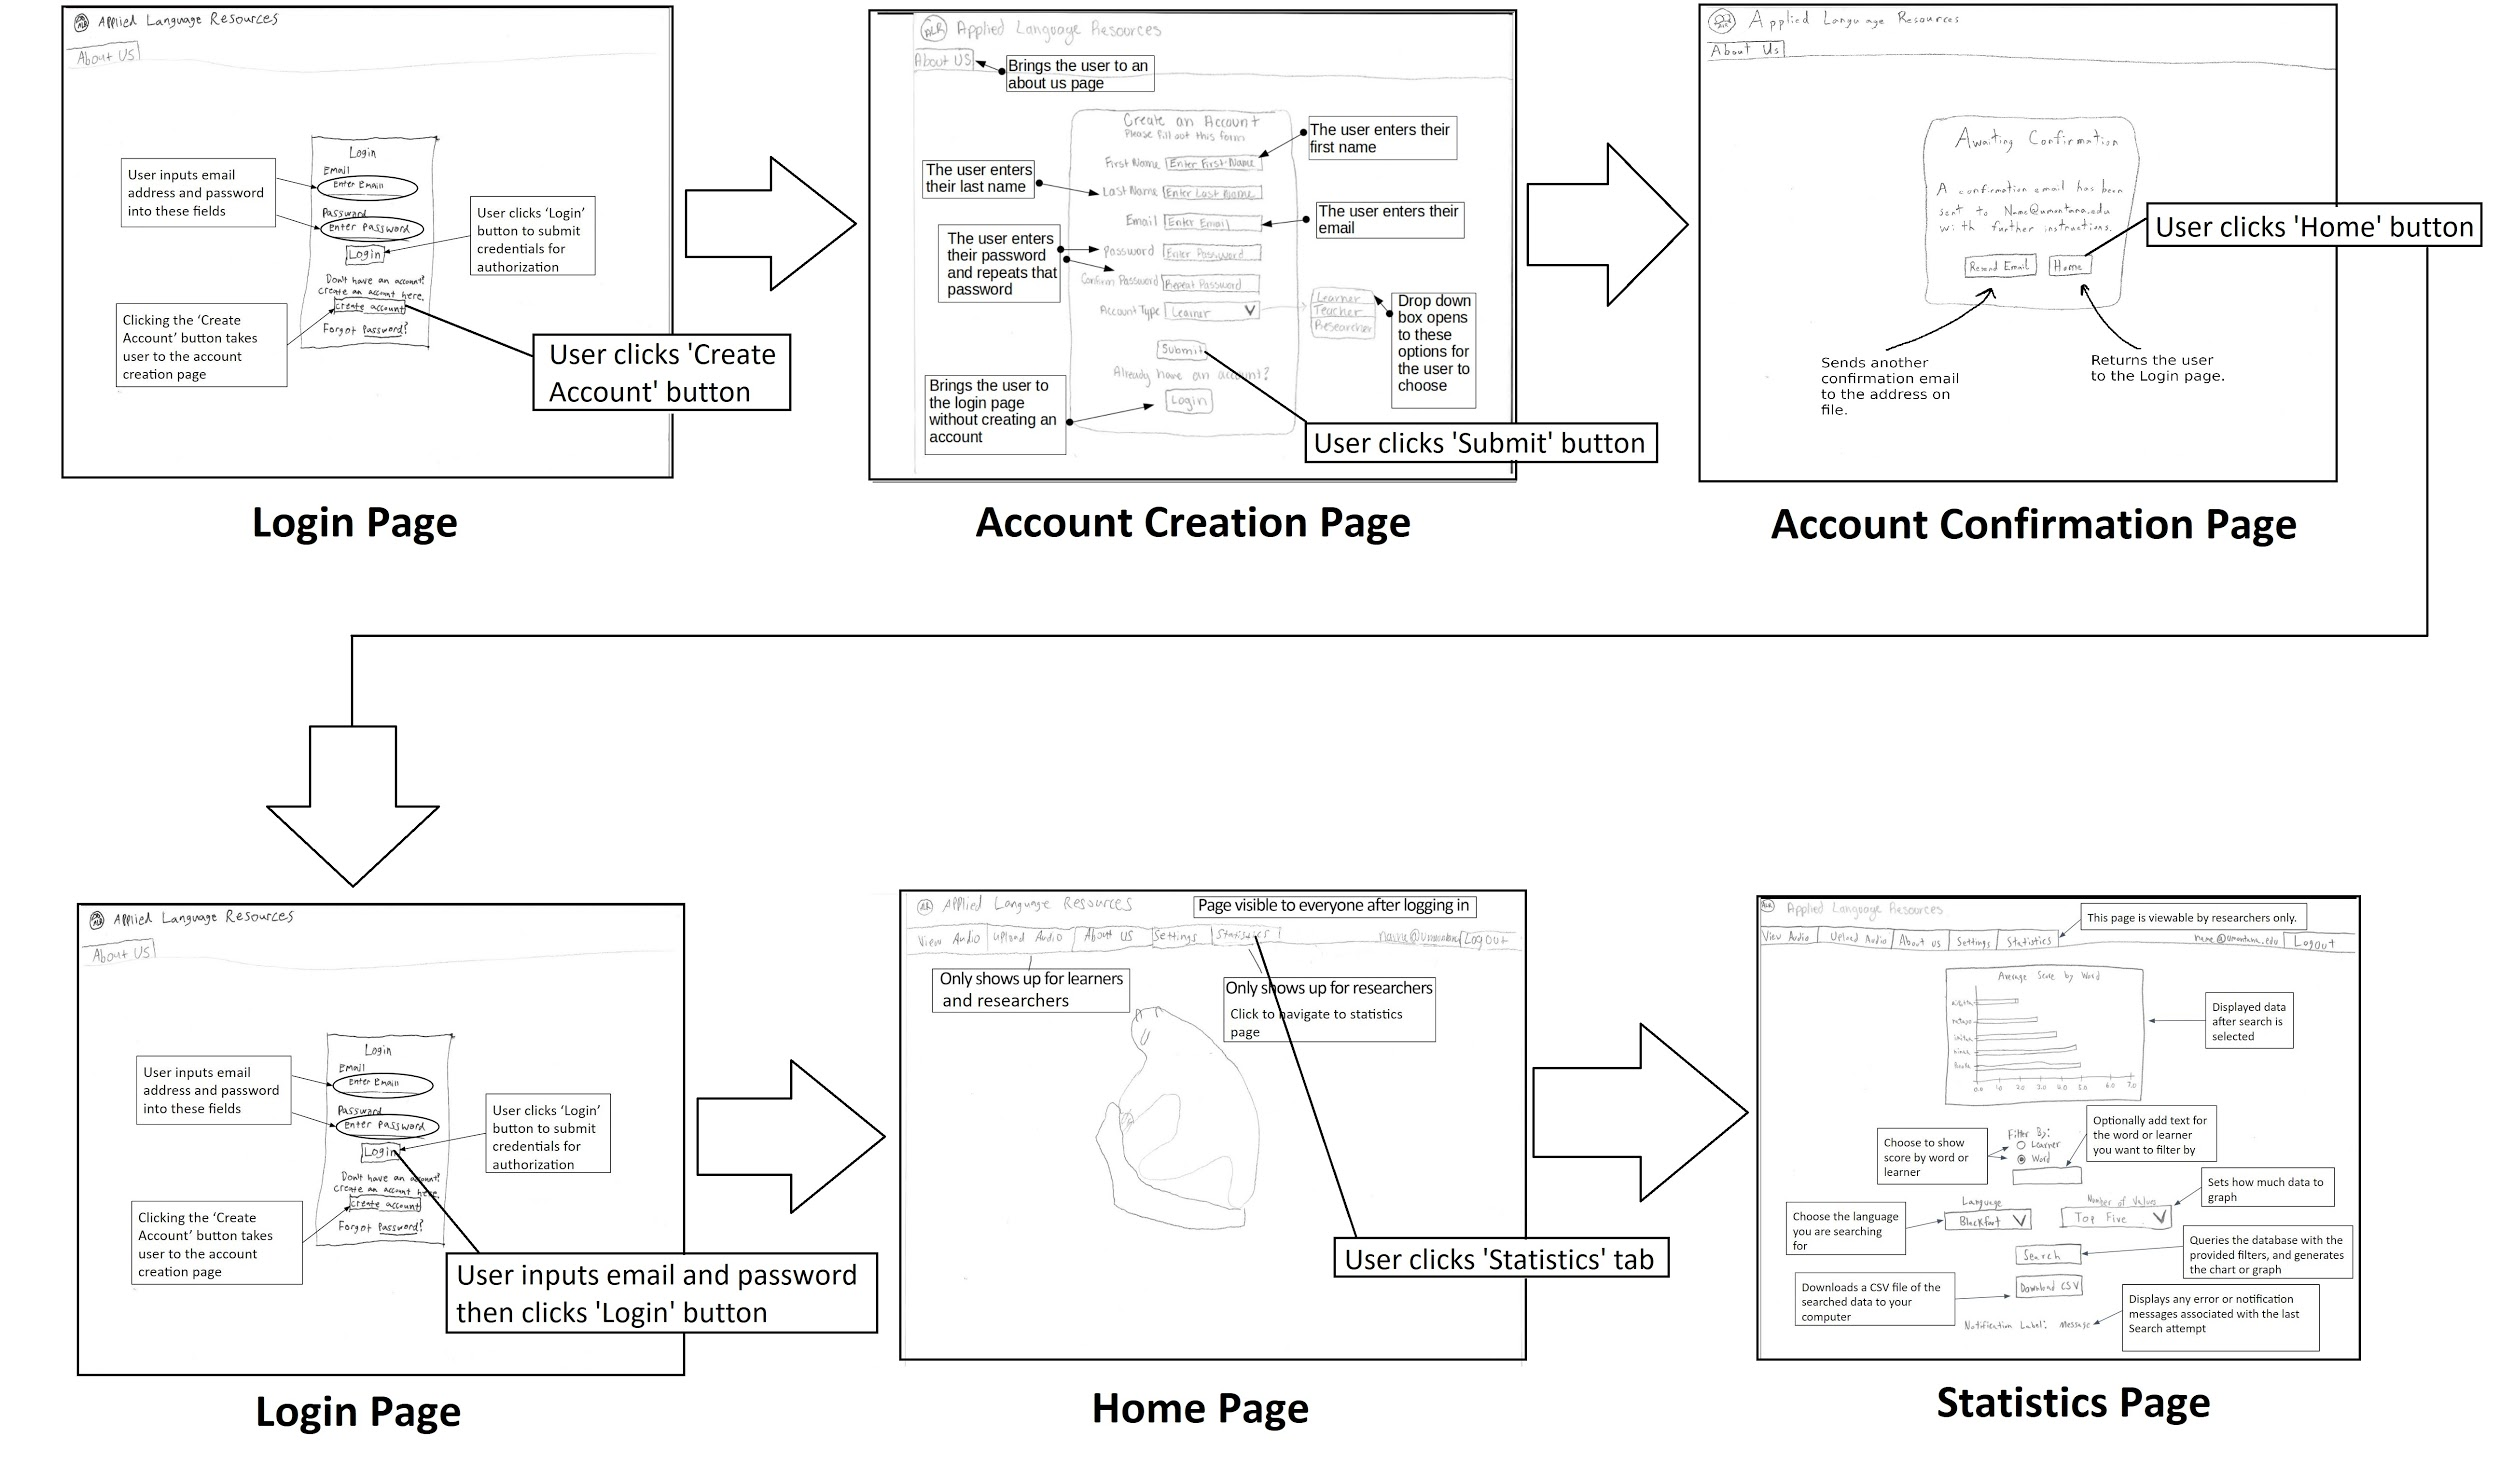 Applied Language Resources
About US
Login
Email
Enter Email
Password
Enter Password
Login
Don't have an account?
Create an account here.
Create account
Forgot Password?
User inputs email
address and password
into these fields
User clicks ‘Login’
button to submit
credentials for
authorization
Clicking the ‘Create
Account’ button takes
user to the account
creation page
User clicks 'Create
Account' button
Login Page
ALR
Applied Language Resources
About US
Brings the user to an
about us page
Create an Account
Please fill out this form
First Name Enter First Name
Last Name Enter Last Name
Email Enter Email
Password Enter Password
Confirm Password Repeat Password
Account Type Learner
Learner
Teacher
Researcher
Submit
Already have an account?
Login
The user enters their
first name
The user enters
their last name
The user enters their
email
The user enters
their password
and repeats that
password
Drop down
box opens
to these
options for
the user to
choose
Brings the user to
the login page
without creating an
account
User clicks 'Submit' button
Account Creation Page
Applied Language Resources
About Us
Awaiting Confirmation
A confirmation email has been
sent to Name@umontana.edu
with further instructions.
Resend Email
Home
User clicks 'Home' button
Sends another
confirmation email
to the address on
file.
Returns the user
to the Login page.
Account Confirmation Page
Applied Language Resources
About US
Login
Email
Enter Email
Password
Enter Password
Login
Don't have an account?
Create an account here.
Create account
Forgot Password?
User inputs email
address and password
into these fields
User clicks ‘Login’
button to submit
credentials for
authorization
Clicking the ‘Create
Account’ button takes
user to the account
creation page
User inputs email and password
then clicks 'Login' button
Login Page
ALR
Applied Language Resources
Page visible to everyone after logging in
View Audio
Upload Audio
About US
Settings
Statistics
Log Out
Only shows up for learners
and researchers
Only shows up for researchers
Click to navigate to statistics
page
User clicks 'Statistics' tab
Home Page
ALR
Applied Language Resources
This page is viewable by researchers only.
View Audio
Upload Audio
About us
Settings
Statistics
name@umontana.edu
Logout
Average Score by Word
0.0 1.0 2.0 3.0 4.0 5.0 6.0 7.0
Displayed data
after search is
selected
Filter By:
Learner
Word
Choose to show
score by word or
learner
Optionally add text for
the word or learner
you want to filter by
Language
Blackfoot
Number of Values
Top Five
Sets how much data to
graph
Choose the language
you are searching
for
Search
Queries the database with the
provided filters, and generates
the chart or graph
Download CSV
Downloads a CSV file of the
searched data to your
computer
Notification Label: Message
Displays any error or notification
messages associated with the last
Search attempt
Statistics Page